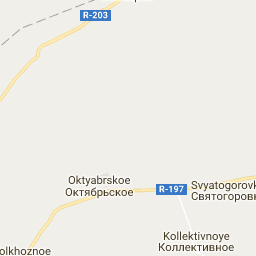 R-203
Oktyabrskoe
Октябрьское
R-197
Svyatogorovk
Святогоровк
Kollektivnoye
Коллективное
olkhoznoe